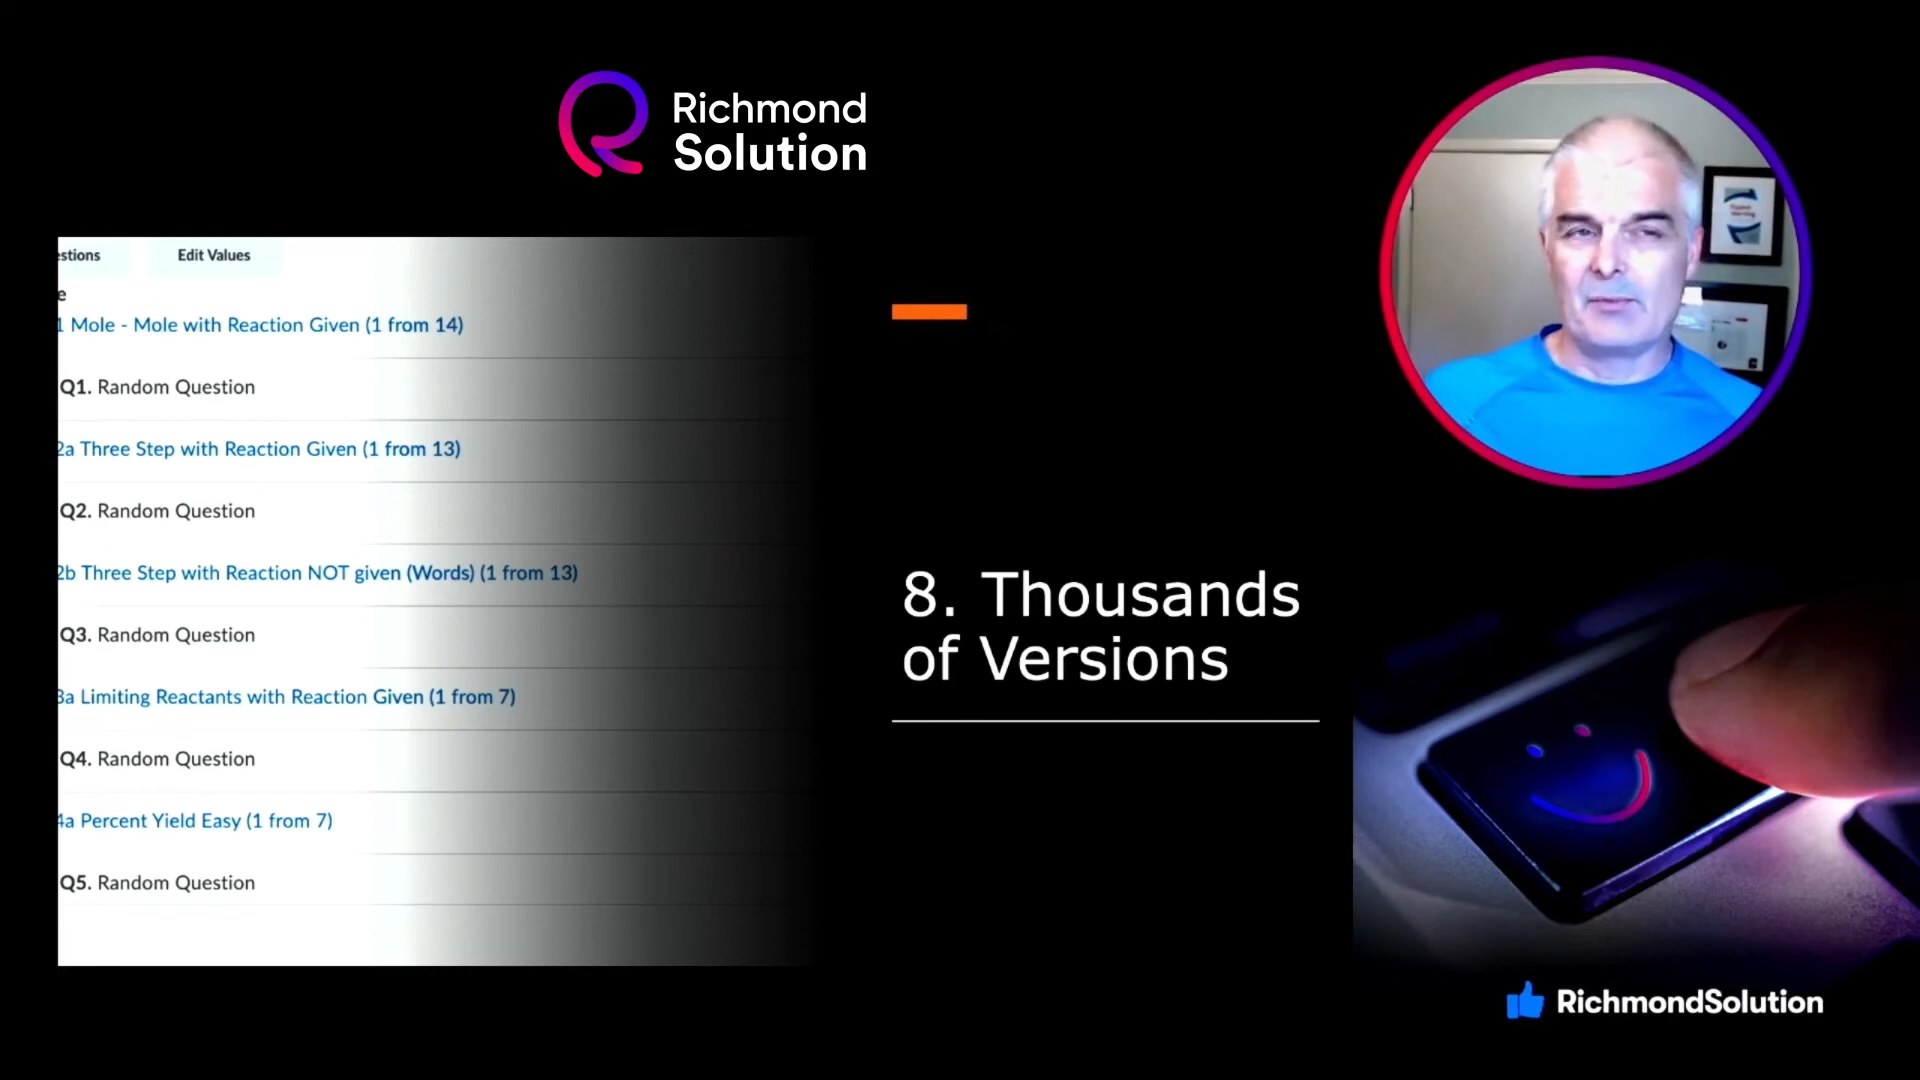 Richmond
Solution
estions
Edit Values
e
1 Mole - Mole with Reaction Given (1 from 14)
Q1. Random Question
2a Three Step with Reaction Given (1 from 13)
Q2. Random Question
2b Three Step with Reaction NOT given (Words) (1 from 13)
Q3. Random Question
3a Limiting Reactants with Reaction Given (1 from 7)
Q4. Random Question
4a Percent Yield Easy (1 from 7)
Q5. Random Question
8. Thousands
of Versions
RichmondSolution